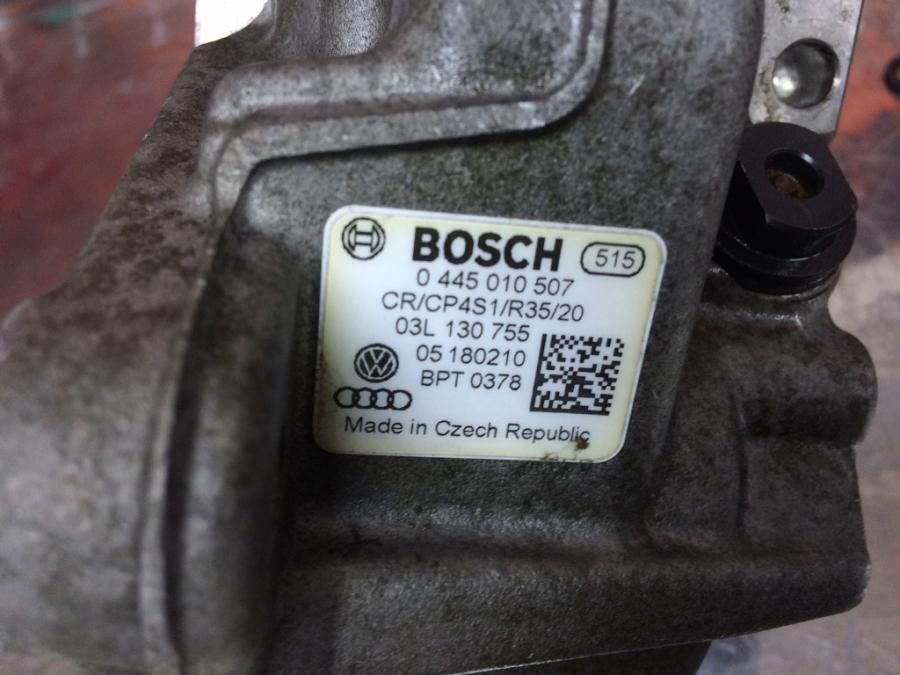 BOSCH 515
0 445 010 507
CR/CP4S1/R35/20
03L 130 755
05 180210
BPT 0378
Made in Czech Republic